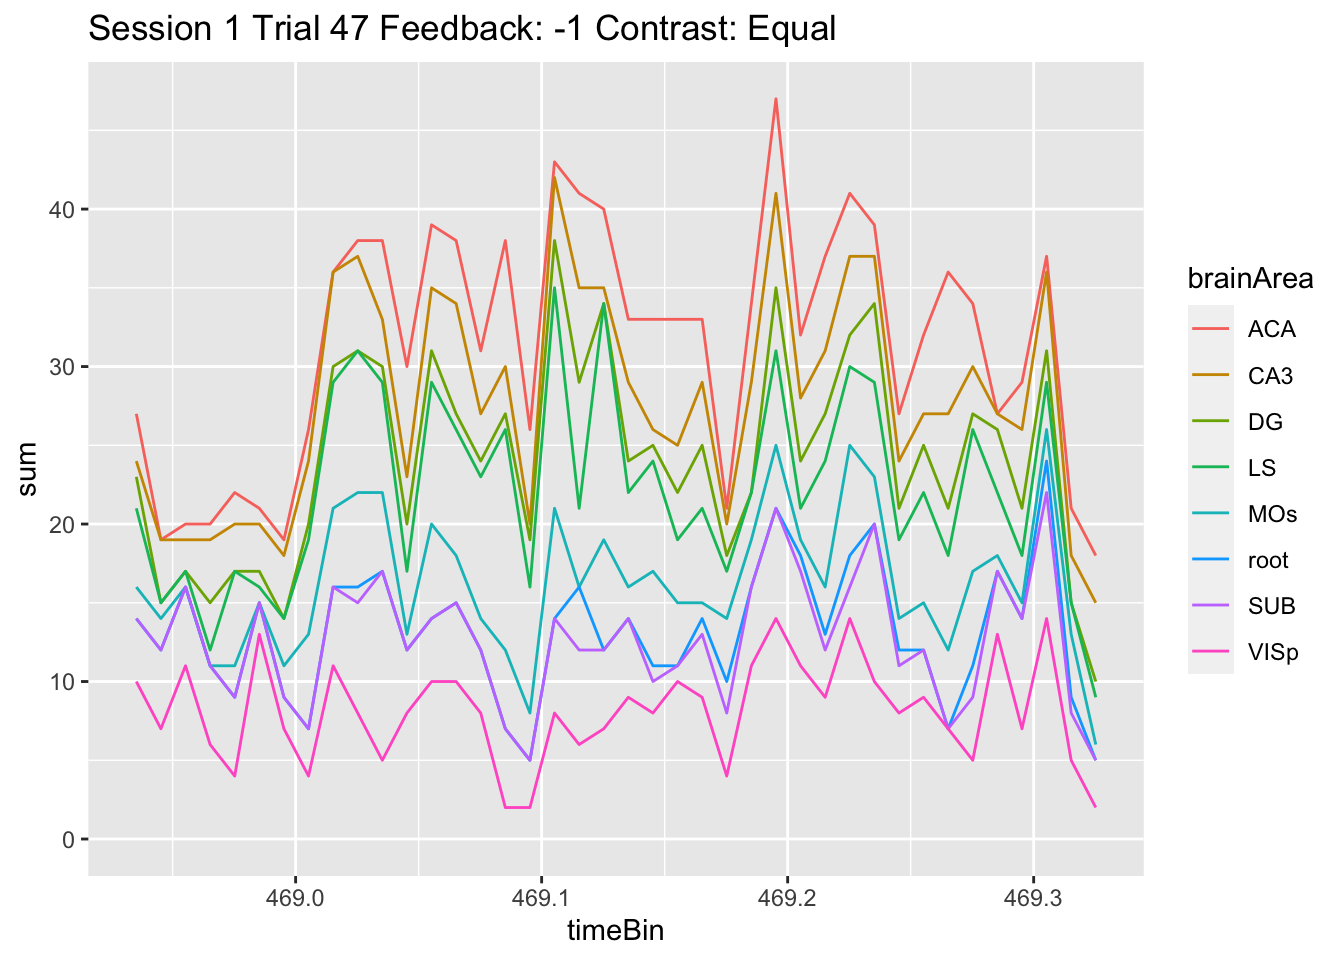 Session 1 Trial 47 Feedback: -1 Contrast: Equal
sum
40
30
20
10
0
469.0 469.1 469.2 469.3
timeBin
brainArea
ACA
CA3
DG
LS
MOs
root
SUB
VISp